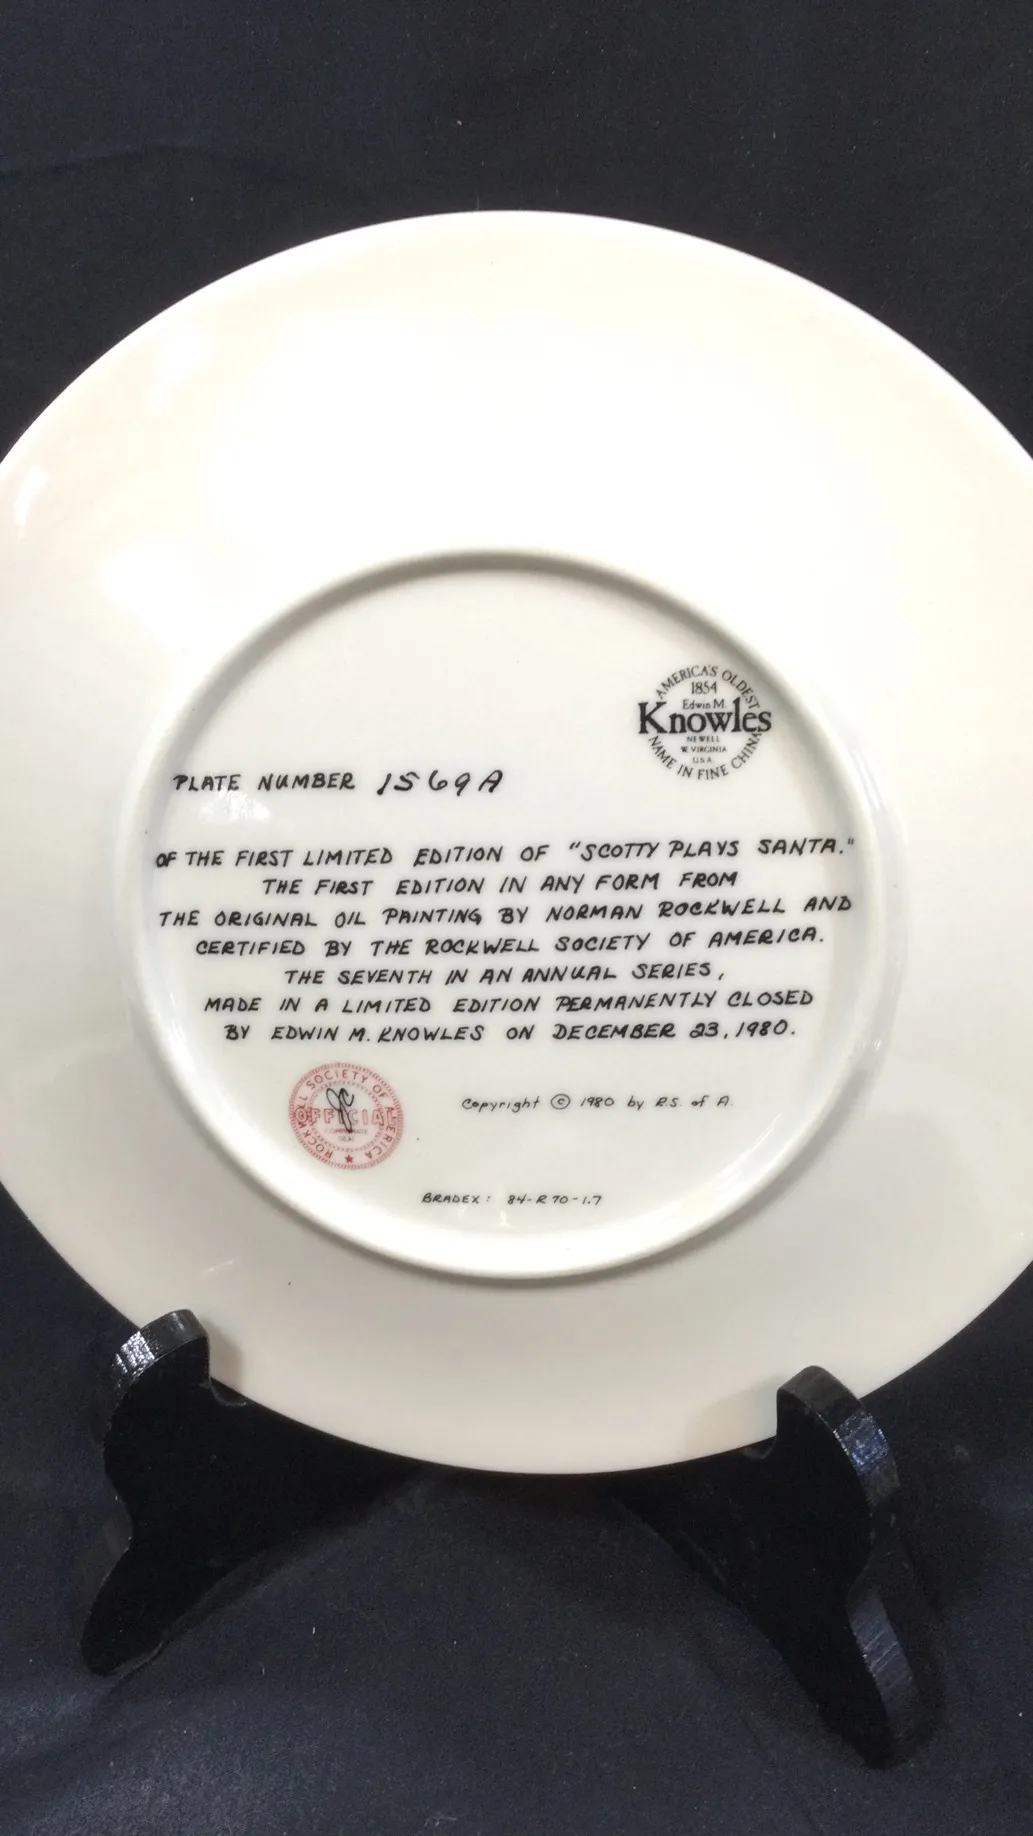 AMERICA'S OLDEST
1854
Edwin M.
Knowles
NEWELL
W. VIRGINIA
U.S.A.
NAME IN FINE CHINA
PLATE NUMBER 1569A
OF THE FIRST LIMITED EDITION OF "SCOTTY PLAYS SANTA."
THE FIRST EDITION IN ANY FORM FROM
THE ORIGINAL OIL PAINTING BY NORMAN ROCKWELL AND
CERTIFIED BY THE ROCKWELL SOCIETY OF AMERICA.
THE SEVENTH IN AN ANNUAL SERIES,
MADE IN A LIMITED EDITION PERMANENTLY CLOSED
BY EDWIN M. KNOWLES ON DECEMBER 23, 1980.
ROCKWELL SOCIETY OF AMERICA
OFFICIAL
CORPORATE
SEAL
Copyright © 1980 by R.S. of A.
BRADEX: 84-R70-1.7